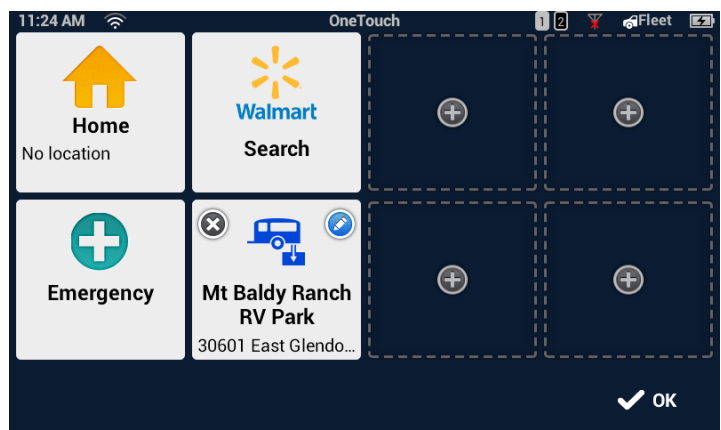 11:24 AM
OneTouch
1 2
Fleet
Home
No location
Walmart
Search
Emergency
Mt Baldy Ranch
RV Park
30601 East Glendo...
OK